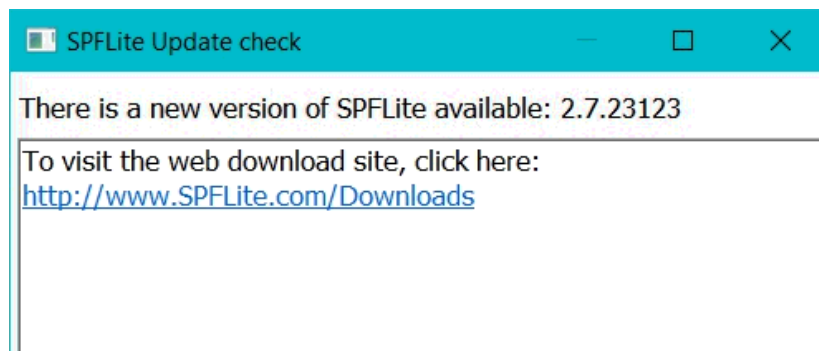 SPFLite Update check
There is a new version of SPFLite available: 2.7.23123
To visit the web download site, click here:
http://www.SPFLite.com/Downloads